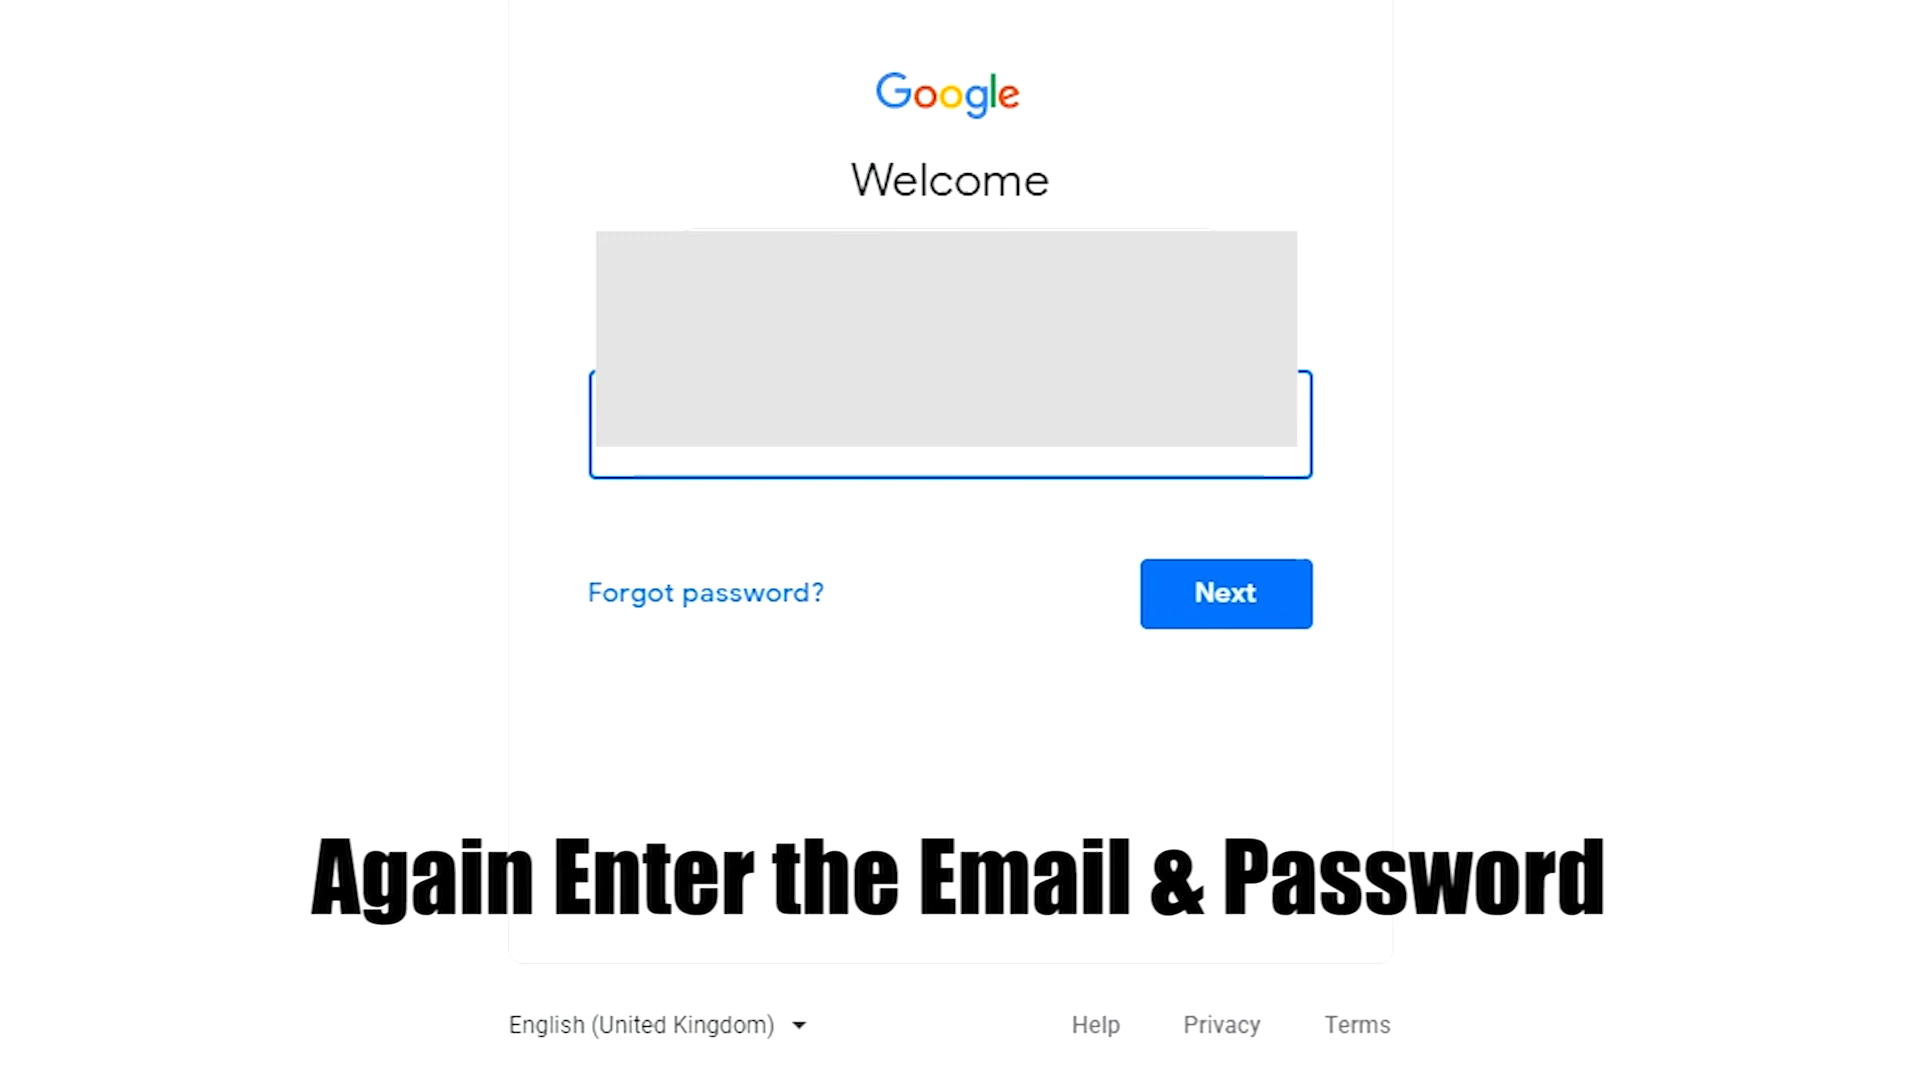 Google
Welcome
Forgot password?
Next
Again Enter the Email & Password
English (United Kingdom)
Help Privacy Terms